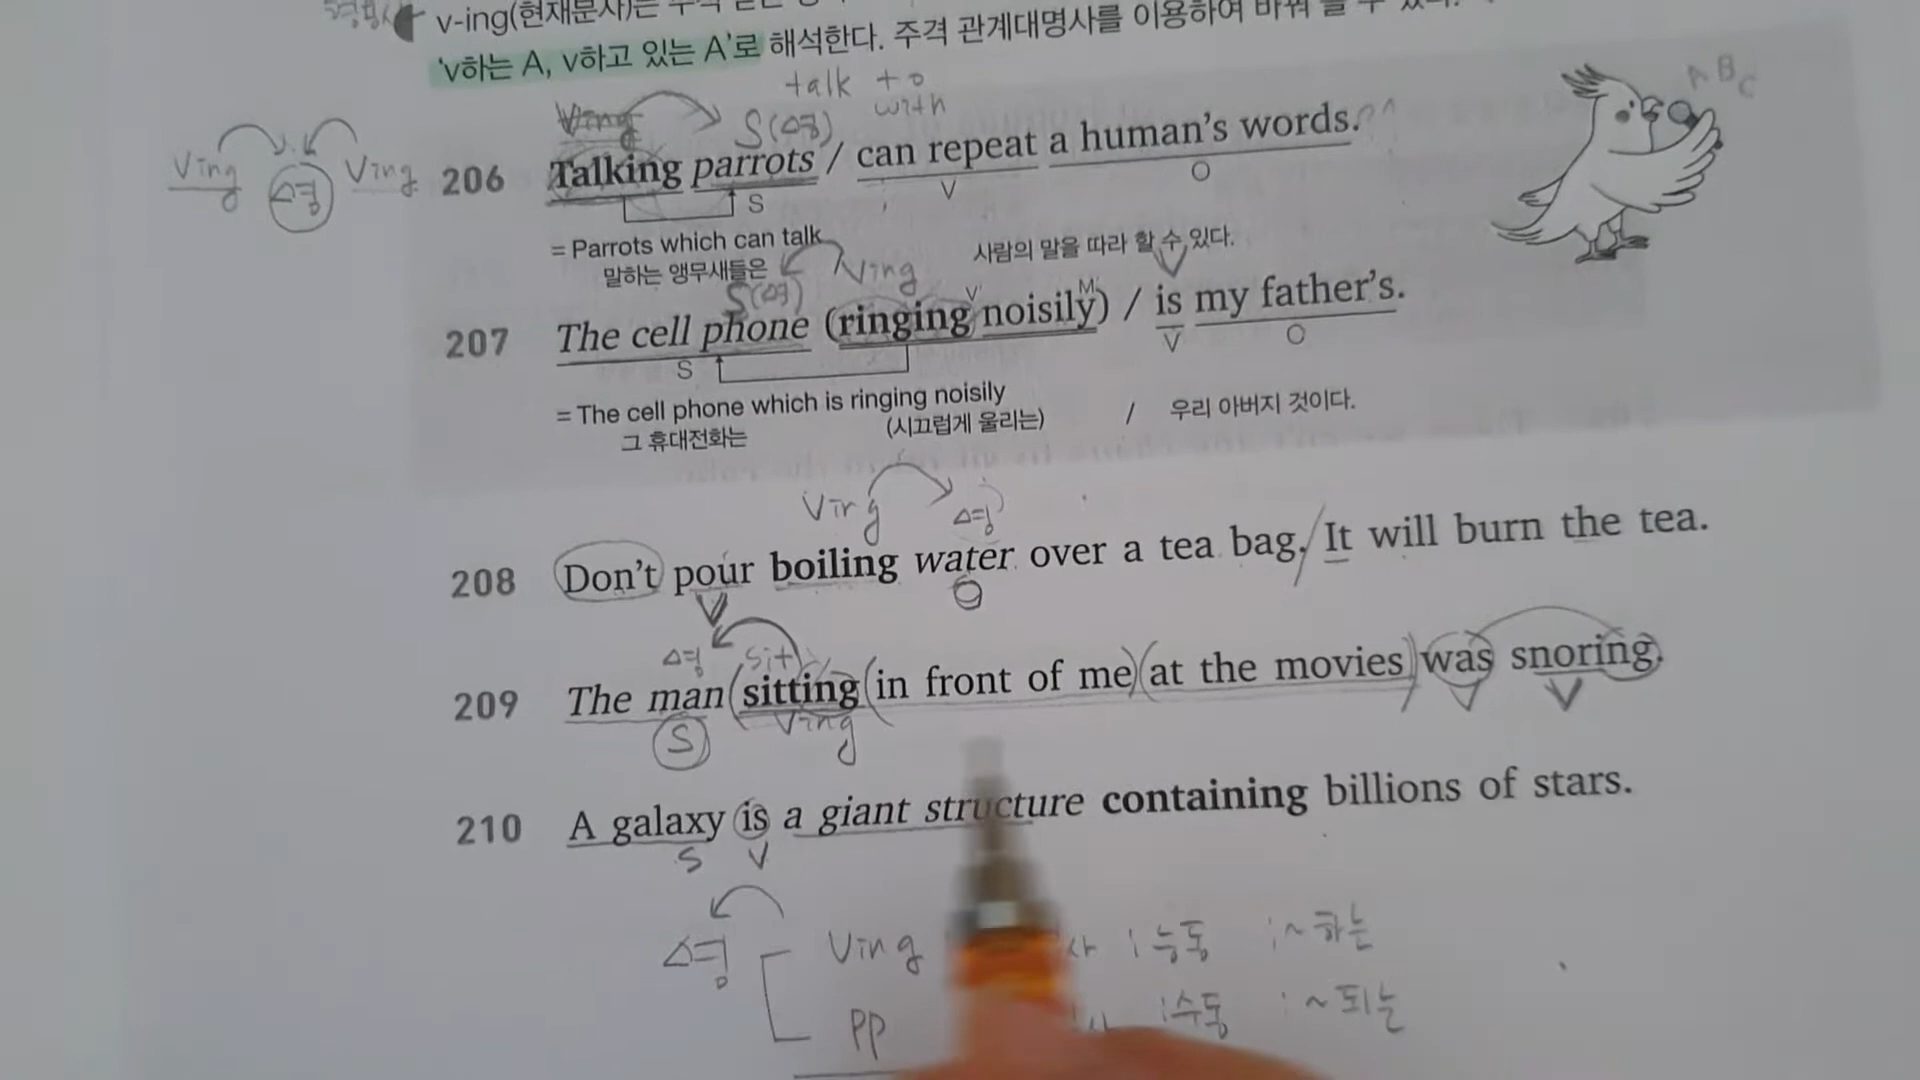 v-ing(현재분사)는
'v하는 A, v하고 있는 A'로 해석한다. 주격 관계대명사를 이용하여 바꿔 쓸 수 있다.
talk to
with
Ving S(명)
A B C
Ving 명 Ving
206 Talking parrots / can repeat a human's words.
S V O
= Parrots which can talk
말하는 앵무새들은 사람의 말을 따라 할 수 있다.
S(명) Ving
V' M'
207 The cell phone (ringing noisily) / is my father's.
S V O
= The cell phone which is ringing noisily
그 휴대전화는 (시끄럽게 울리는) / 우리 아버지 것이다.
Ving 명
208 Don't pour boiling water over a tea bag. / It will burn the tea.
V O
명 sit
209 The man (sitting (in front of me) (at the movies) was snoring.
S Ving V V
210 A galaxy is a giant structure containing billions of stars.
S V
명 Ving 사 : 능동 : ~하는
PP 사 : 수동 : ~되는